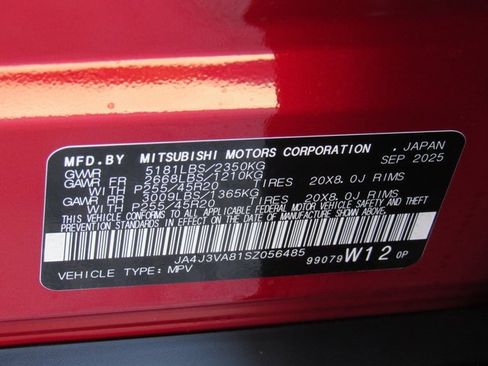 MFD. BY MITSUBISHI MOTORS CORPORATION , JAPAN
GVWR 5181LBS/2350KG SEP 2025
GAWR FR 2668LBS/1210KG
WITH P255/45R20 TIRES 20X8.0J RIMS
GAWR RR 3009LBS/1365KG
WITH P255/45R20 TIRES 20X8.0J RIMS
THIS VEHICLE CONFORMS TO ALL APPLICABLE FEDERAL MOTOR VEHICLE SAFETY AND THEFT
PREVENTION STANDARDS IN EFFECT ON THE DATE OF MANUFACTURE SHOWN ABOVE.
JA4J3VA81SZ056485 99079 W12 0P
VEHICLE TYPE: MPV